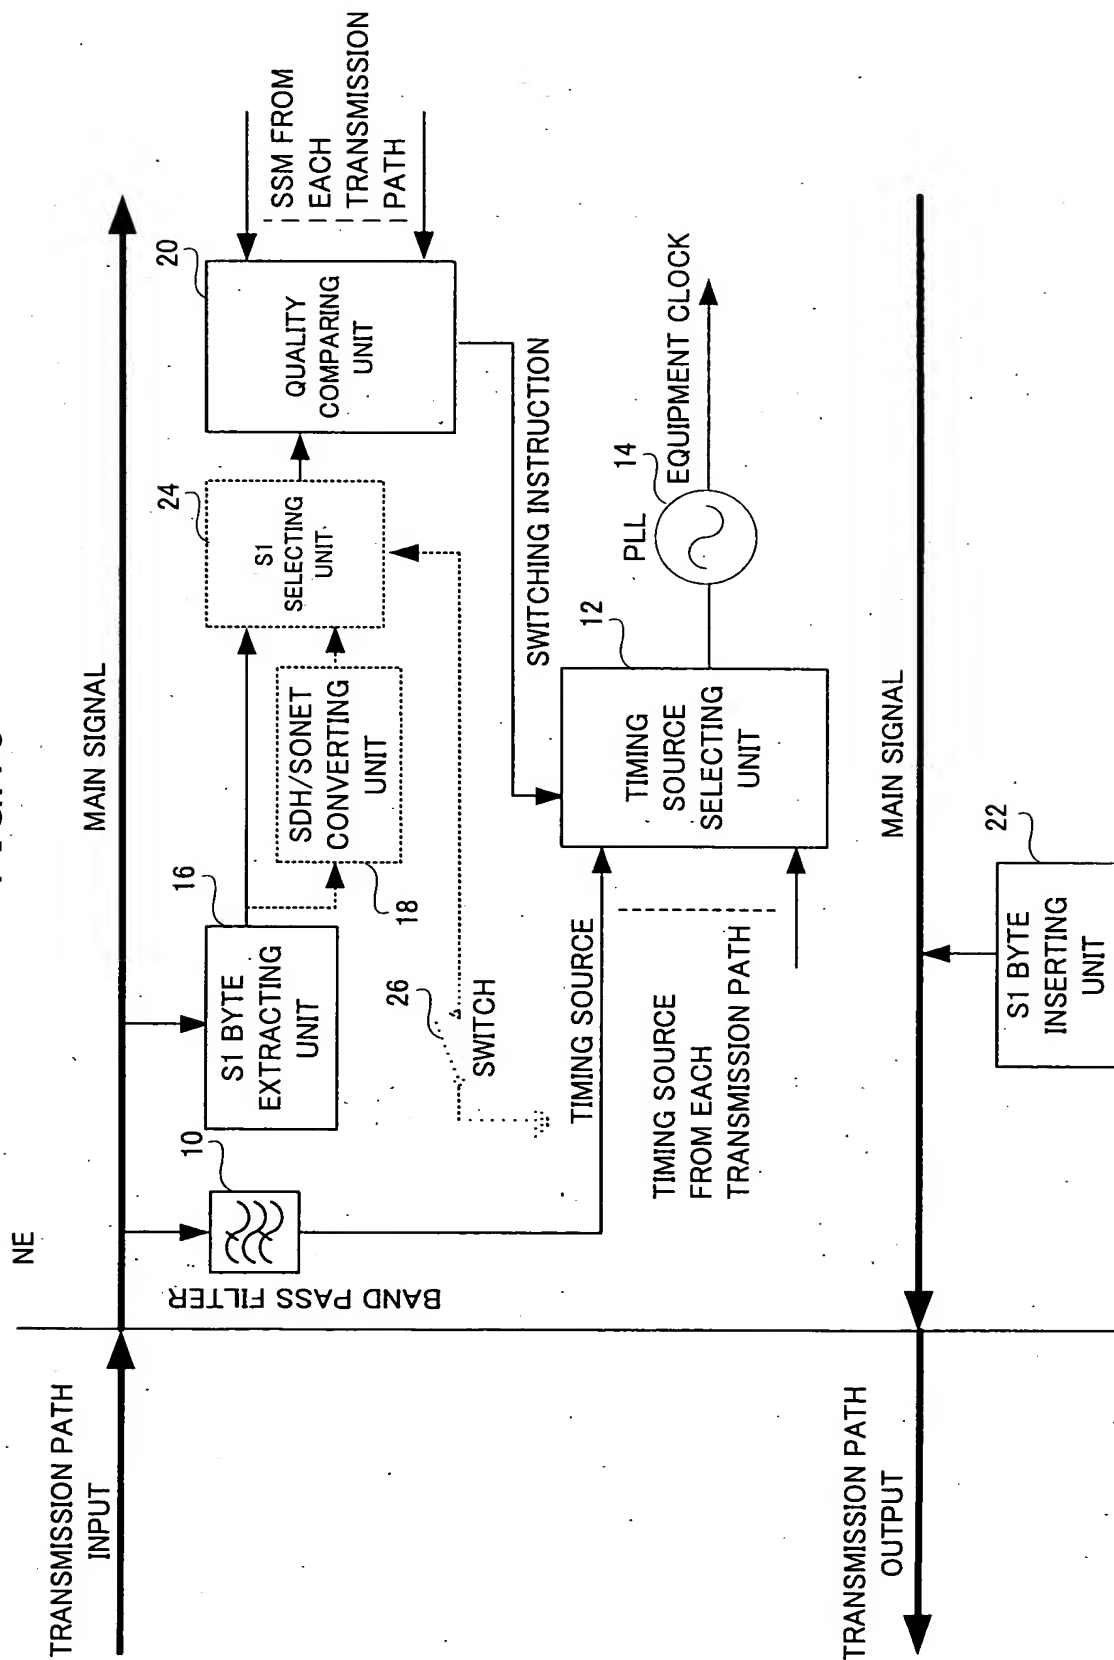 NE
TRANSMISSION PATH
INPUT
MAIN SIGNAL
BAND PASS FILTER
10
S1 BYTE
EXTRACTING
UNIT
16
SDH/SONET
CONVERTING
UNIT
18
S1
SELECTING
UNIT
24
QUALITY
COMPARING
UNIT
20
SSM FROM
EACH
TRANSMISSION
PATH
26
SWITCH
SWITCHING INSTRUCTION
TIMING SOURCE
TIMING SOURCE
FROM EACH
TRANSMISSION PATH
TIMING
SOURCE
SELECTING
UNIT
12
PLL
14
EQUIPMENT CLOCK
MAIN SIGNAL
S1 BYTE
INSERTING
UNIT
22
TRANSMISSION PATH
OUTPUT